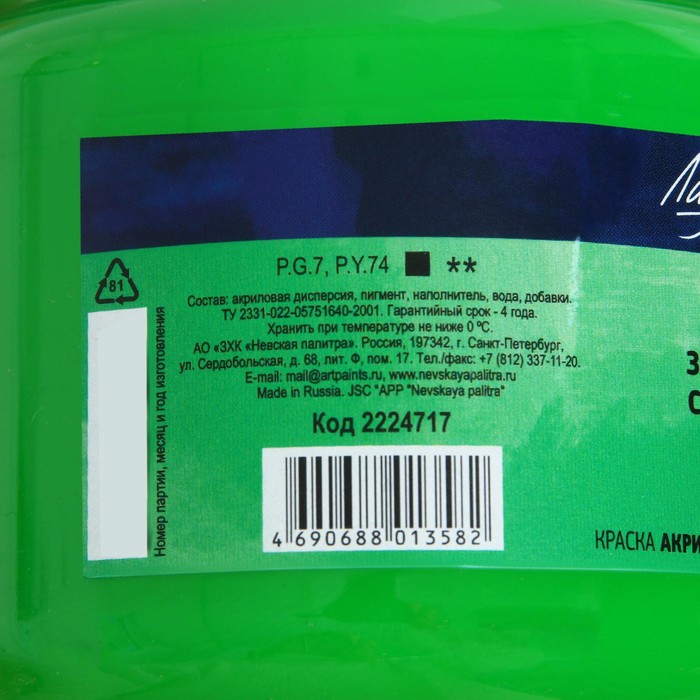 P.G.7, P.Y.74 **
81
Состав: акриловая дисперсия, пигмент, наполнитель, вода, добавки.
ТУ 2331-022-05751640-2001. Гарантийный срок - 4 года.
Хранить при температуре не ниже 0 ºC.
АО «ЗХК «Невская палитра». Россия, 197342, г. Санкт-Петербург,
ул. Сердобольская, д. 68, лит. Ф, пом. 17. Тел./факс: +7 (812) 337-11-20.
E-mail: mail@artpaints.ru, www.nevskayapalitra.ru
Made in Russia. JSC "APP "Nevskaya palitra"
Код 2224717
4 690688 013582
Номер партии, месяц и год изготовления
КРАСКА